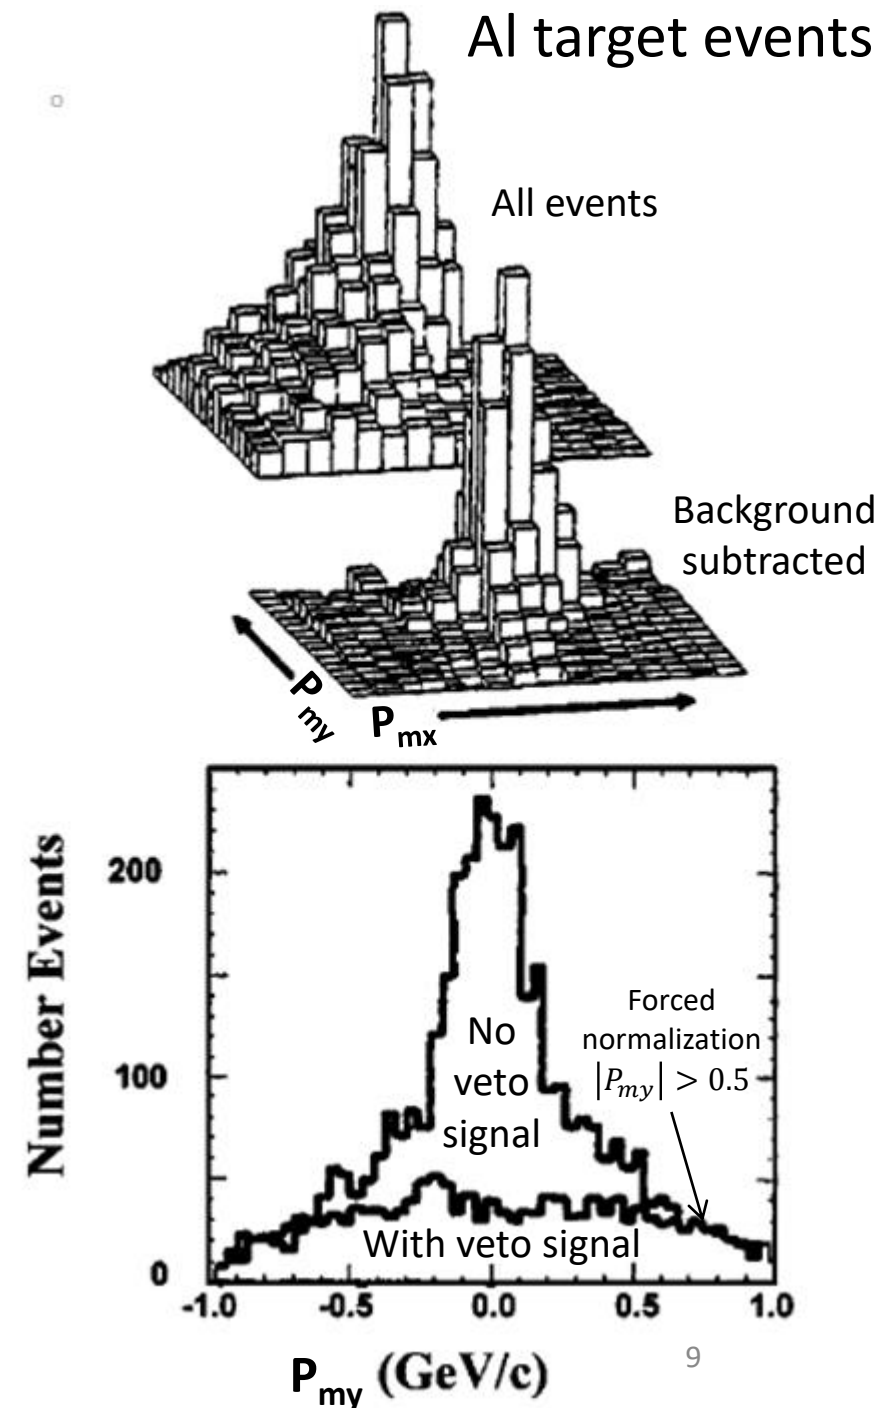 Al target events
All events
Background
subtracted
P my
P mx
Number Events
200
100
0
No
veto
signal
Forced
normalization
|P my| > 0.5
With veto signal
-1.0 -0.5 0.0 0.5 1.0
P my (GeV/c)
9